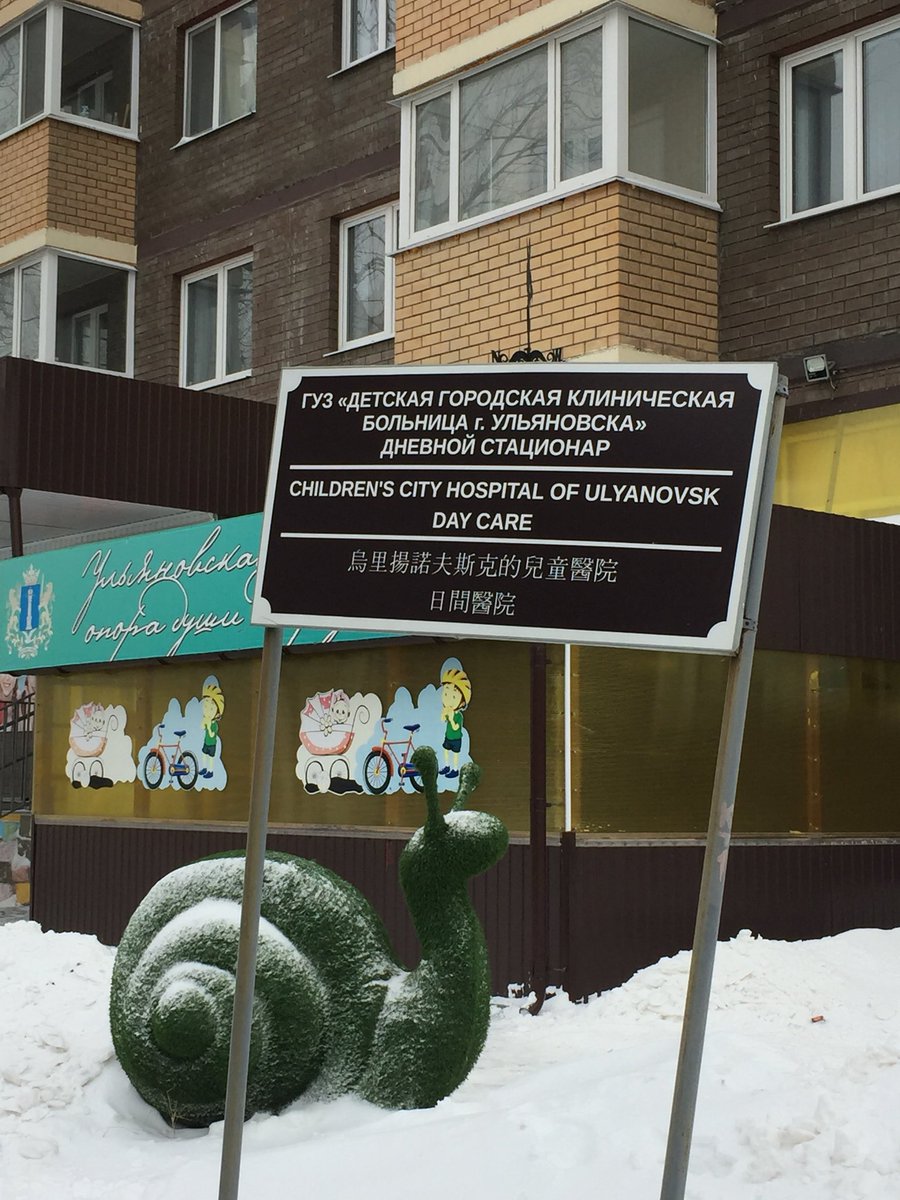 ГУЗ «ДЕТСКАЯ ГОРОДСКАЯ КЛИНИЧЕСКАЯ
БОЛЬНИЦА г. УЛЬЯНОВСКА»
ДНЕВНОЙ СТАЦИОНАР
CHILDREN'S CITY HOSPITAL OF ULYANOVSK
DAY CARE
烏里揚諾夫斯克的兒童醫院
日間醫院
Ульяновская
опора души